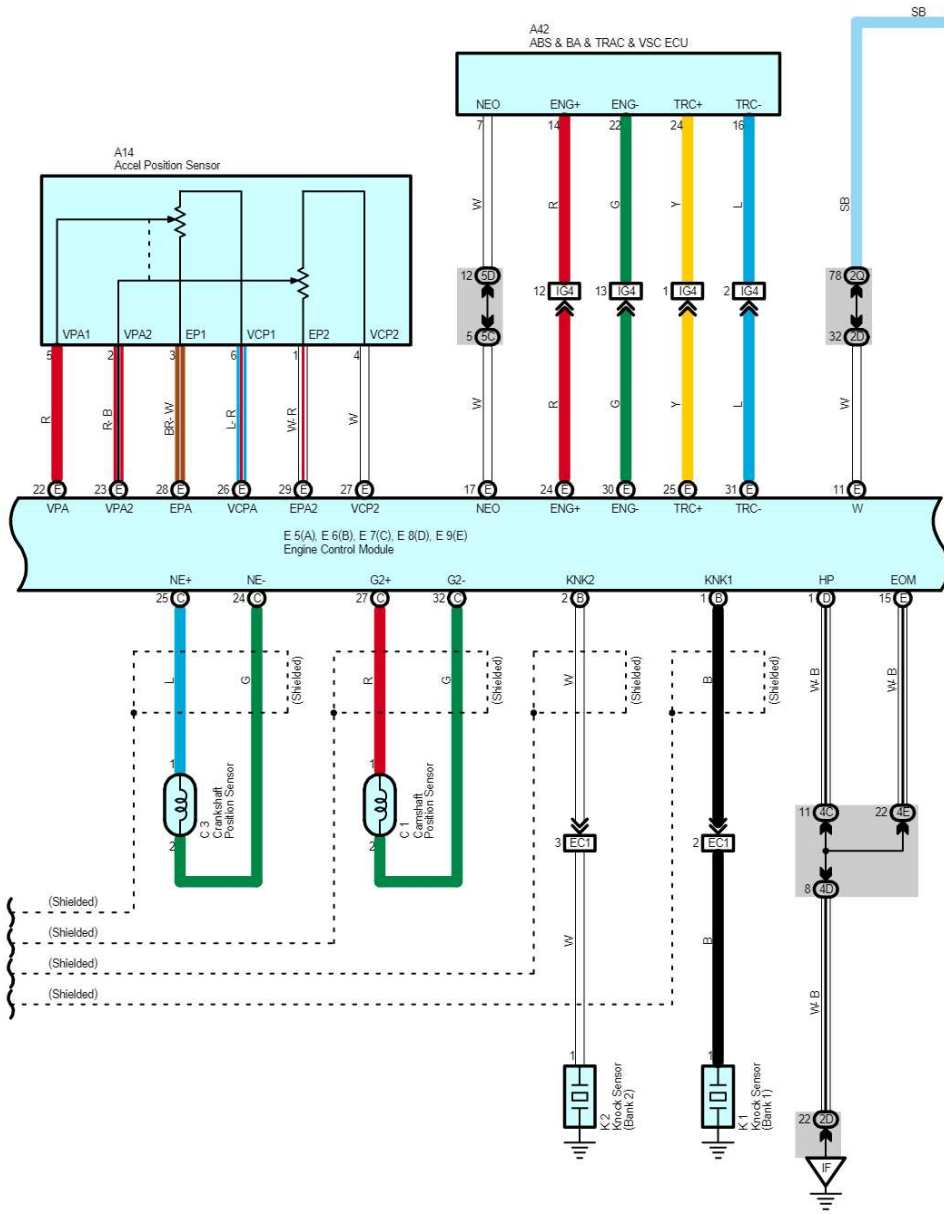 SB
A42
ABS & BA & TRAC & VSC ECU
NEO ENG+ ENG- TRC+ TRC-
7 14 22 24 16
A14
Accel Position Sensor
W R G Y L SB
12 5D 78 2Q
12 IG4 13 IG4 1 IG4 2 IG4
5 5C 32 2D
VPA1 VPA2 EP1 VCP1 EP2 VCP2
5 2 3 6 1 4
R R-B BR-W L-R W-R W W R G Y L W
22 E 23 E 28 E 26 E 29 E 27 E 17 E 24 E 30 E 25 E 31 E 11 E
VPA VPA2 EPA VCPA EPA2 VCP2 NEO ENG+ ENG- TRC+ TRC- W
E 5(A), E 6(B), E 7(C), E 8(D), E 9(E)
Engine Control Module
NE+ NE- G2+ G2- KNK2 KNK1 HP EOM
25 C 24 C 27 C 32 C 2 B 1 B 1 D 15 E
L G (Shielded) R G (Shielded) W (Shielded) B (Shielded) W-B W-B
1 1
C 3
Crankshaft
Position Sensor
C 1
Camshaft
Position Sensor
2 2
11 4C 22 4E
3 EC1 2 EC1
8 4D
(Shielded)
(Shielded)
(Shielded)
(Shielded)
W B W-B
1 1
K 2
Knock Sensor
(Bank 2)
K 1
Knock Sensor
(Bank 1)
22 2D
IF